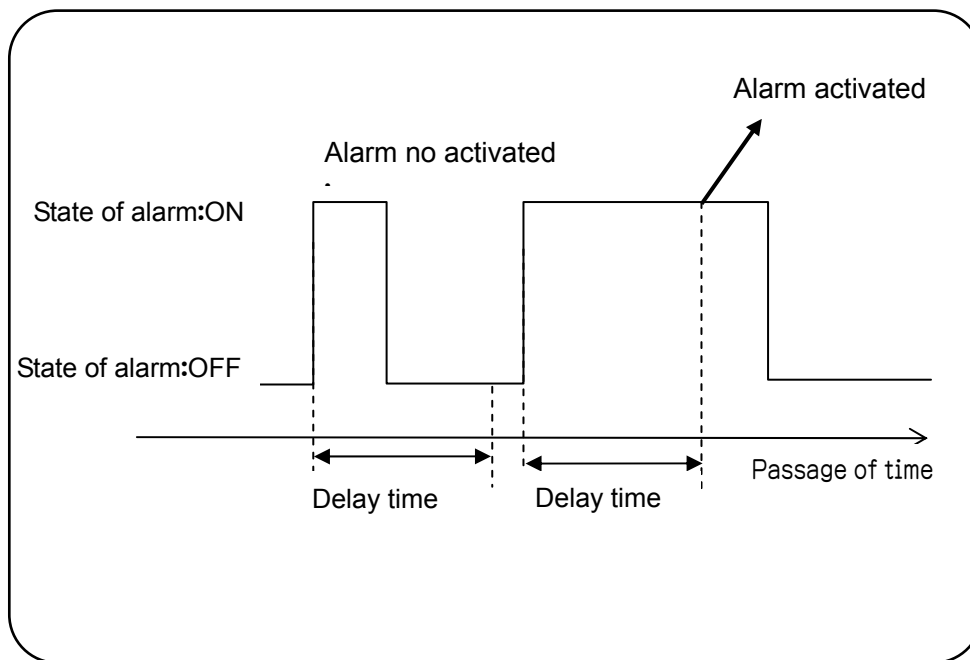 Alarm activated
Alarm no activated
State of alarm:ON
State of alarm:OFF
Passage of time
Delay time
Delay time